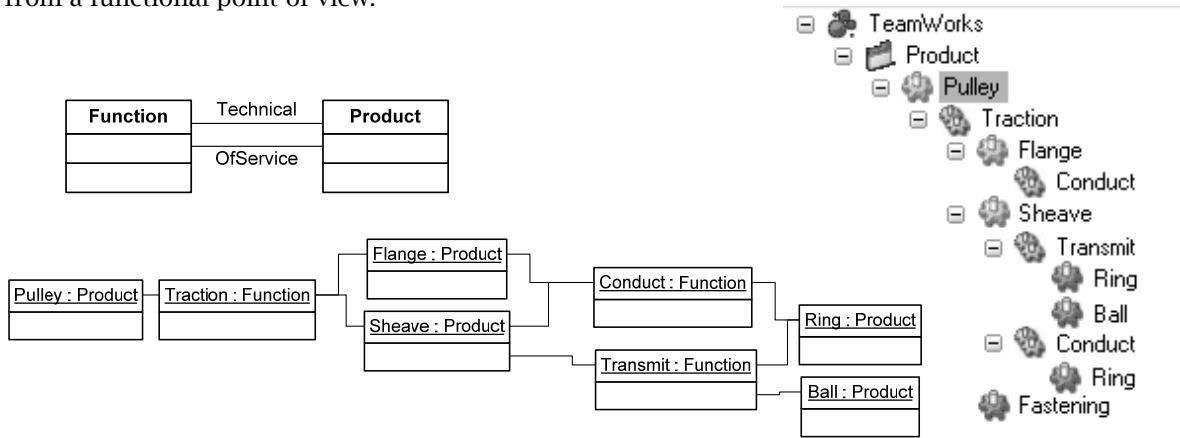 from a functional point of view.
Function
Technical
OfService
Product
Pulley : Product
Traction : Function
Flange : Product
Sheave : Product
Conduct : Function
Transmit : Function
Ring : Product
Ball : Product
TeamWorks
Product
Pulley
Traction
Flange
Conduct
Sheave
Transmit
Ring
Ball
Conduct
Ring
Fastening